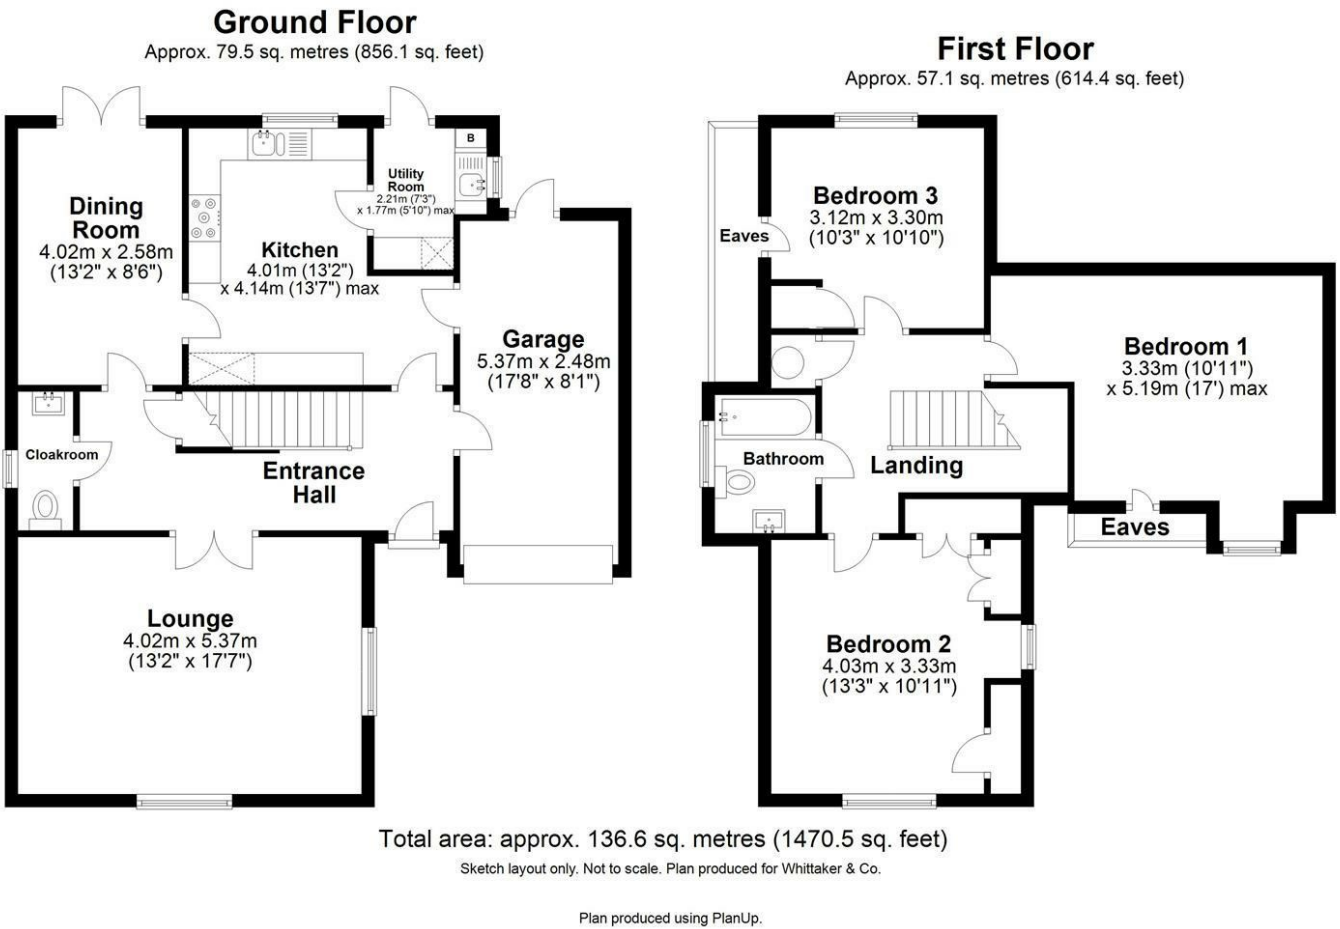 Ground Floor
Approx. 79.5 sq. metres (856.1 sq. feet)
Dining
Room
4.02m x 2.58m
(13'2" x 8'6")
Kitchen
4.01m (13'2")
x 4.14m (13'7") max
Utility
Room
2.21m (7'3")
x 1.77m (5'10") max
B
Garage
5.37m x 2.48m
(17'8" x 8'1")
Cloakroom
Entrance
Hall
Lounge
4.02m x 5.37m
(13'2" x 17'7")
First Floor
Approx. 57.1 sq. metres (614.4 sq. feet)
Bedroom 3
3.12m x 3.30m
(10'3" x 10'10")
Eaves
Bedroom 1
3.33m (10'11")
x 5.19m (17') max
Bathroom
Landing
Eaves
Bedroom 2
4.03m x 3.33m
(13'3" x 10'11")
Total area: approx. 136.6 sq. metres (1470.5 sq. feet)
Sketch layout only. Not to scale. Plan produced for Whittaker & Co.
Plan produced using PlanUp.